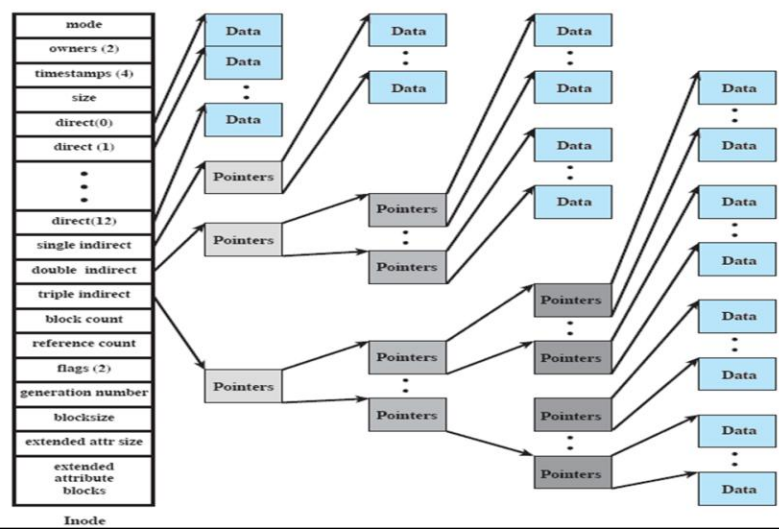 mode
owners (2)
timestamps (4)
size
direct(0)
direct (1)
direct(12)
single indirect
double indirect
triple indirect
block count
reference count
flags (2)
generation number
blocksize
extended attr size
extended
attribute
blocks
Inode
Data
Data
Data
Pointers
Pointers
Pointers
Data
Data
Pointers
Pointers
Pointers
Pointers
Data
Data
Data
Data
Pointers
Pointers
Pointers
Pointers
Data
Data
Data
Data
Data
Data
Data
Data